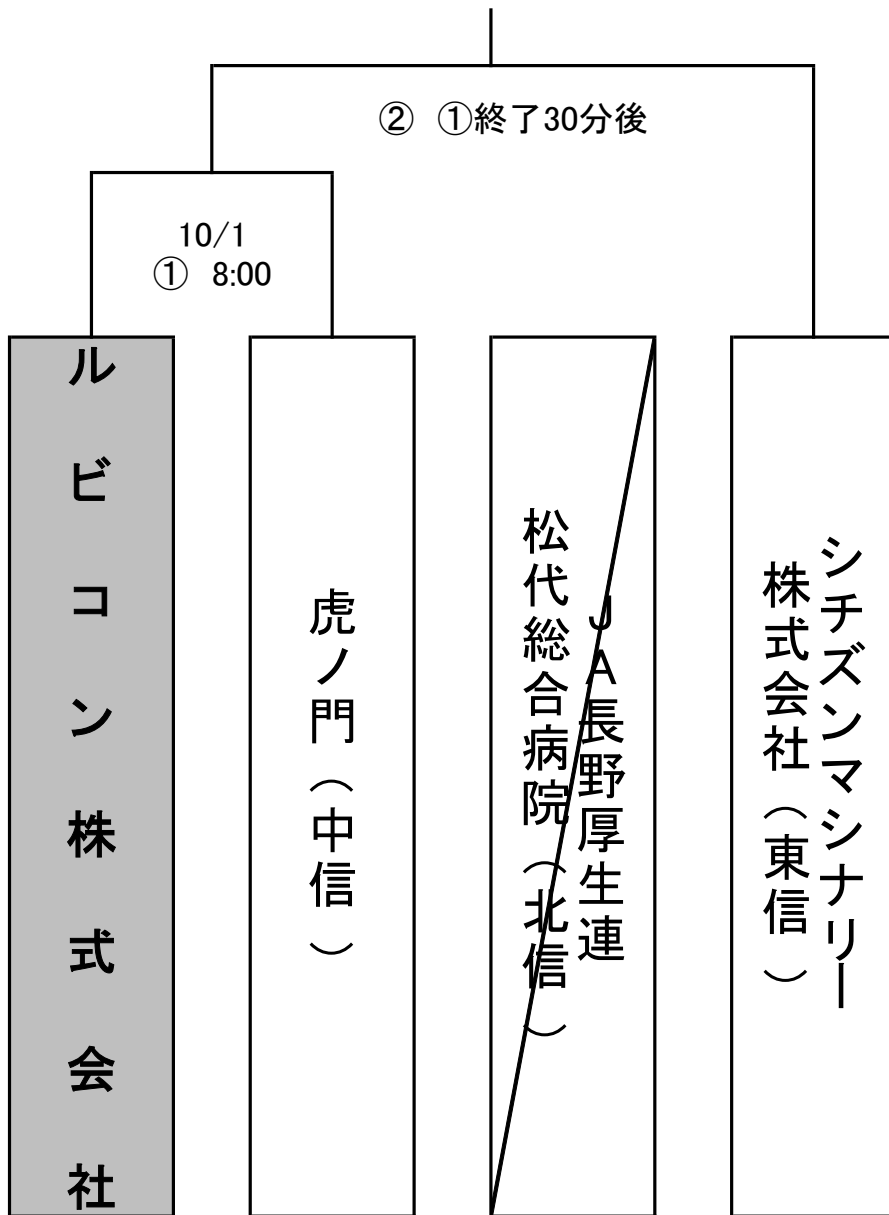 ② ①終了30分後
10/1
① 8:00
ルビコン株式会社
虎ノ門（中信）
JA長野厚生連
松代総合病院（北信）
シチズンマシナリー
株式会社（東信）